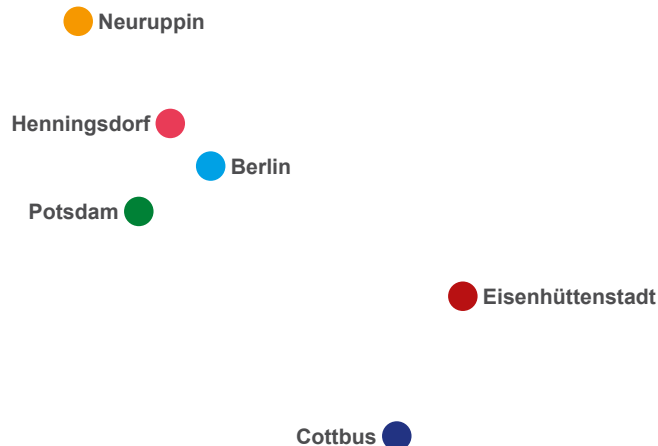 Neuruppin
Henningsdorf
Berlin
Potsdam
Eisenhüttenstadt
Cottbus